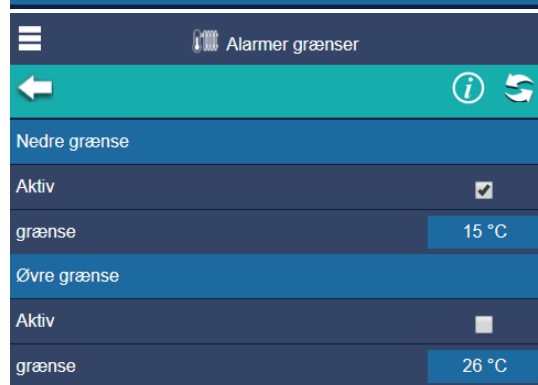 Alarmer grænser
i
Nedre grænse
Aktiv
grænse 15 °C
Øvre grænse
Aktiv
grænse 26 °C